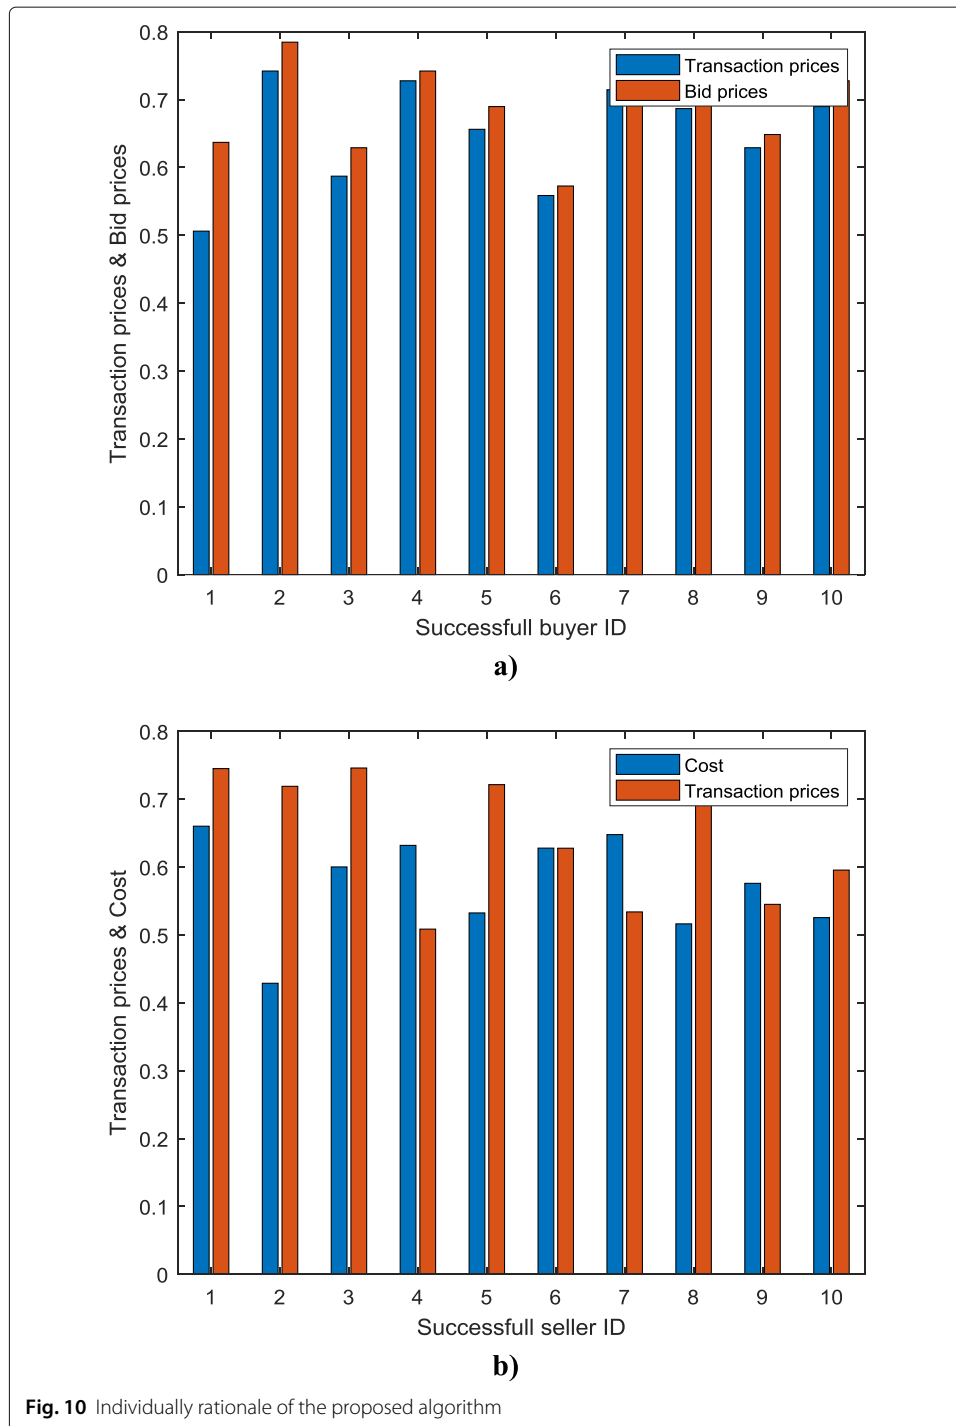 0.8
0.7
0.6
0.5
0.4
0.3
0.2
0.1
0
Transaction prices & Bid prices
Transaction prices
Bid prices
1 2 3 4 5 6 7 8 9 10
Successfull buyer ID
a)
0.8
0.7
0.6
0.5
0.4
0.3
0.2
0.1
0
Transaction prices & Cost
Cost
Transaction prices
1 2 3 4 5 6 7 8 9 10
Successfull seller ID
b)
Fig. 10 Individually rationale of the proposed algorithm